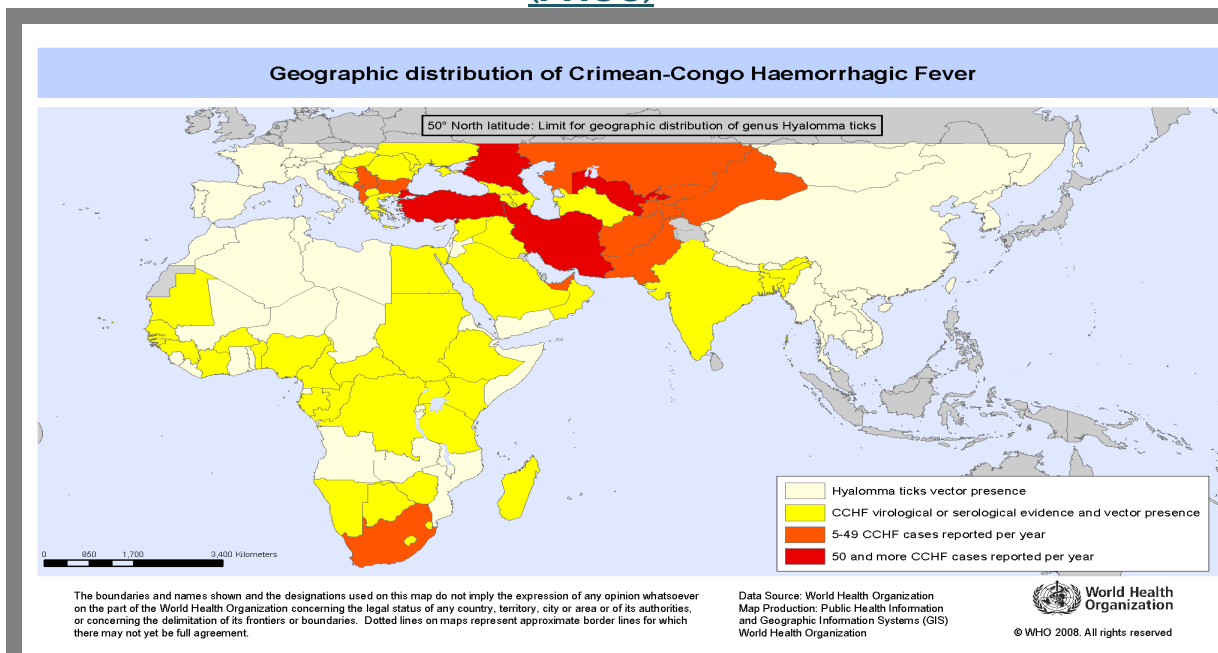 Geographic distribution of Crimean-Congo Haemorrhagic Fever
50° North latitude: Limit for geographic distribution of genus Hyalomma ticks
Hyalomma ticks vector presence
CCHF virological or serological evidence and vector presence
5-49 CCHF cases reported per year
50 and more CCHF cases reported per year
0 850 1,700 3,400 Kilometers
The boundaries and names shown and the designations used on this map do not imply the expression of any opinion whatsoever
on the part of the World Health Organization concerning the legal status of any country, territory, city or area or of its authorities,
or concerning the delimitation of its frontiers or boundaries.  Dotted lines on maps represent approximate border lines for which
there may not yet be full agreement.
Data Source: World Health Organization
Map Production: Public Health Information
and Geographic Information Systems (GIS)
World Health Organization
World Health
Organization
© WHO 2008. All rights reserved